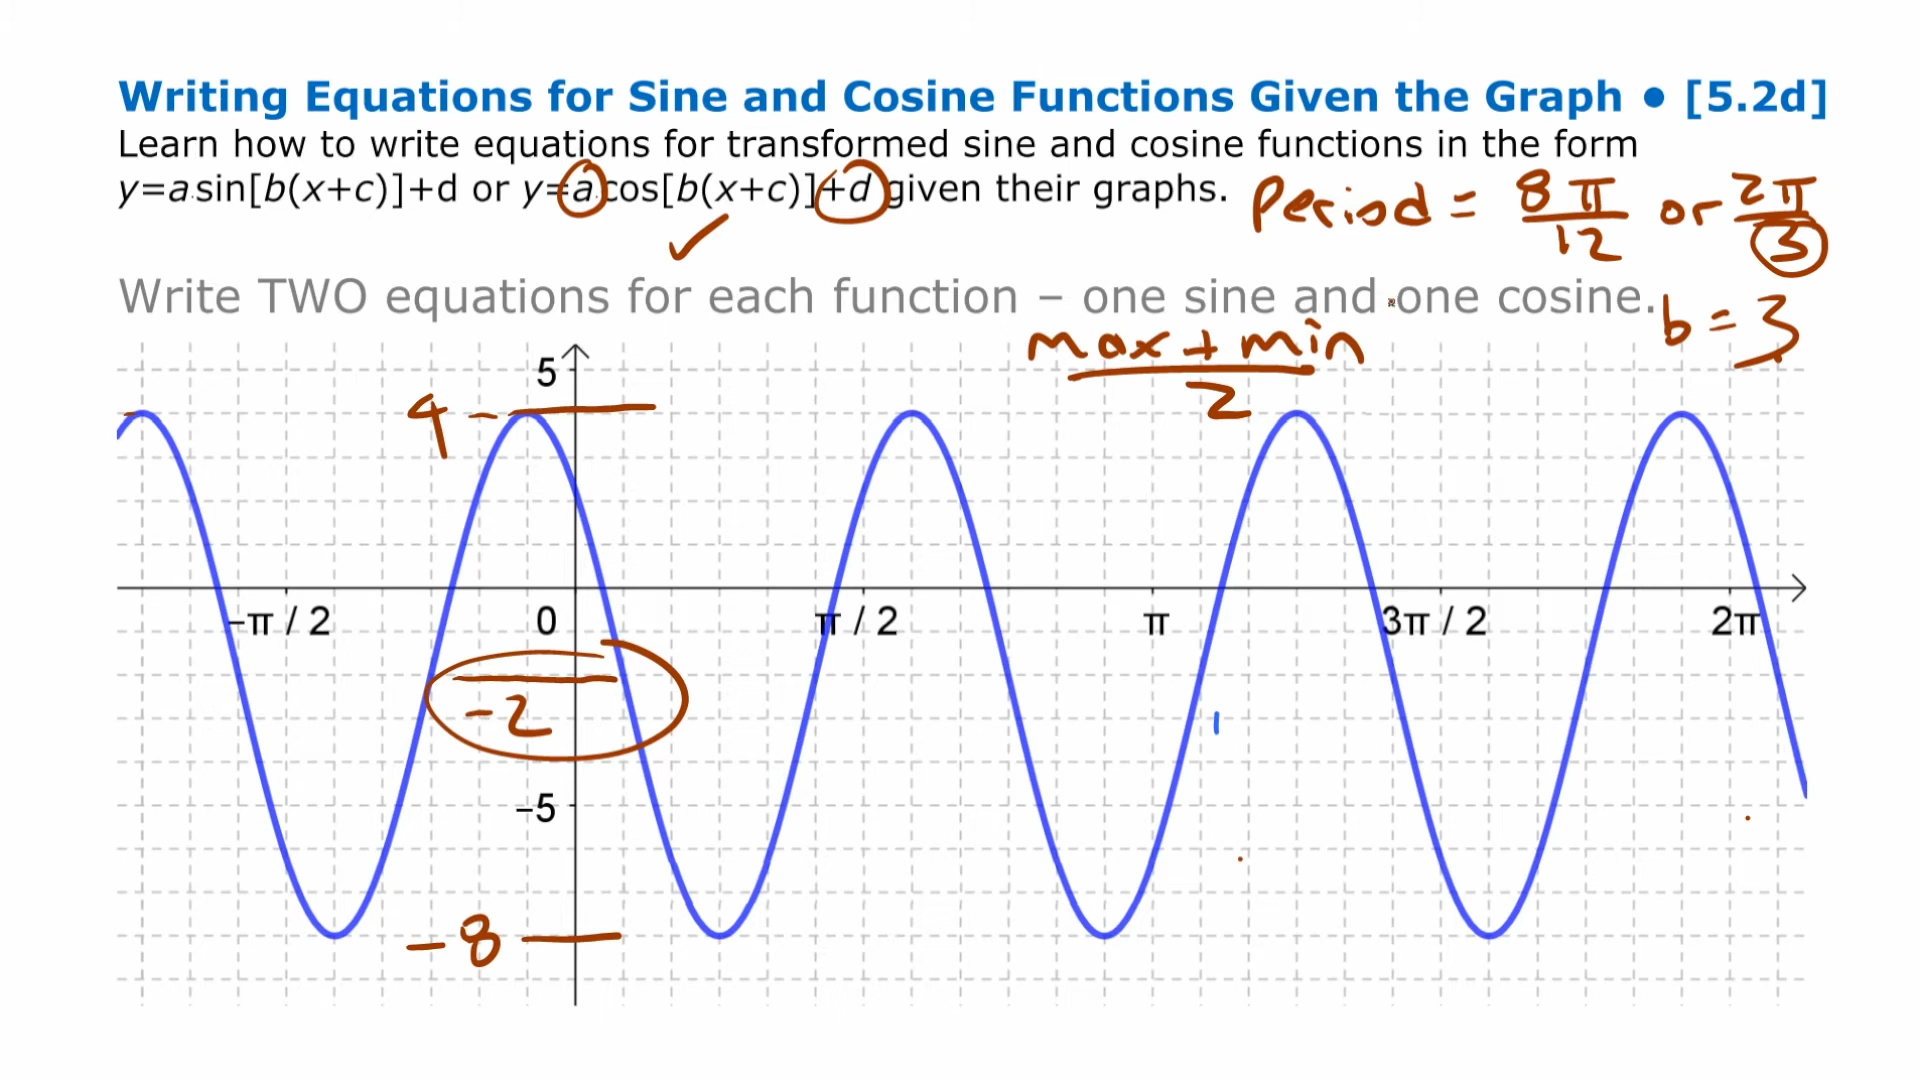 Writing Equations for Sine and Cosine Functions Given the Graph • [5.2d]
Learn how to write equations for transformed sine and cosine functions in the form
y=a sin[b(x+c)]+d or y=a cos[b(x+c)]+d given their graphs.
Period = 8π/12 or 2π/3
✓
Write TWO equations for each function – one sine and one cosine.
b = 3
max + min / 2
5
4
–π / 2
0
π / 2
π
3π / 2
2π
-2
–5
-8